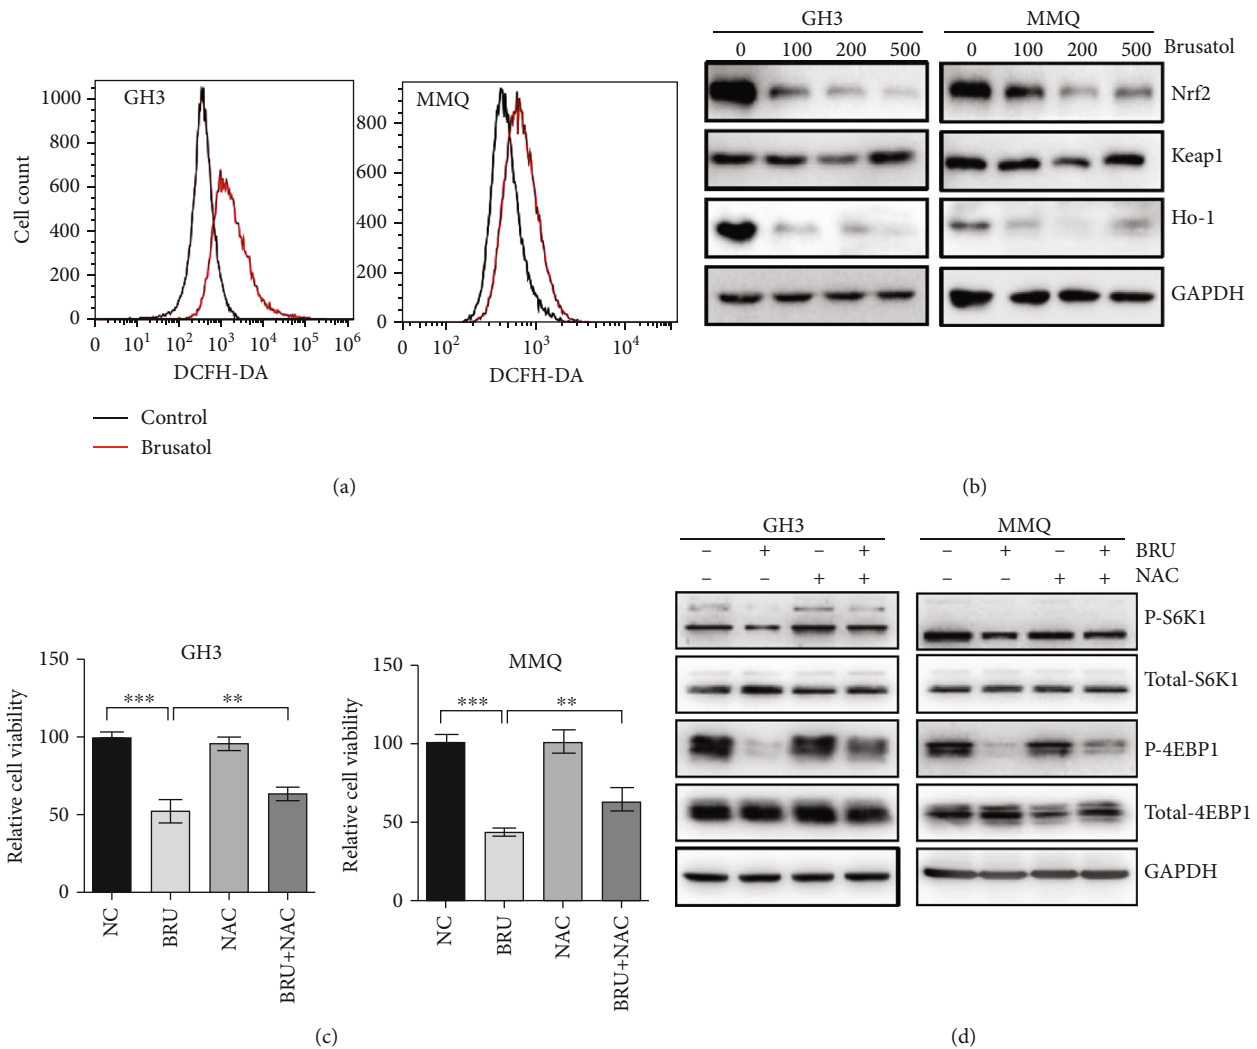 GH3
1000
800
600
400
200
0
Cell count
0 10¹ 10² 10³ 10⁴ 10⁵ 10⁶
DCFH-DA
MMQ
800
600
400
200
0
0 10² 10³ 10⁴
DCFH-DA
Control
Brusatol
(a)
GH3 MMQ
0 100 200 500 0 100 200 500 Brusatol
Nrf2
Keap1
Ho-1
GAPDH
(b)
GH3
150
100
50
0
Relative cell viability
*** **
NC BRU NAC BRU+NAC
MMQ
150
100
50
0
Relative cell viability
*** **
NC BRU NAC BRU+NAC
(c)
GH3 MMQ
– + – + – + – + BRU
– – + + – – + + NAC
P-S6K1
Total-S6K1
P-4EBP1
Total-4EBP1
GAPDH
(d)